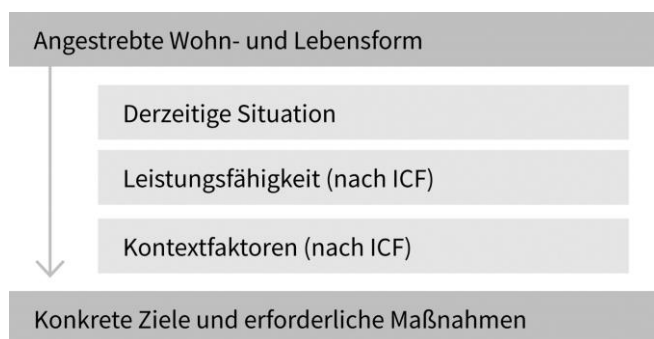 Angestrebte Wohn- und Lebensform
Derzeitige Situation
Leistungsfähigkeit (nach ICF)
Kontextfaktoren (nach ICF)
Konkrete Ziele und erforderliche Maßnahmen